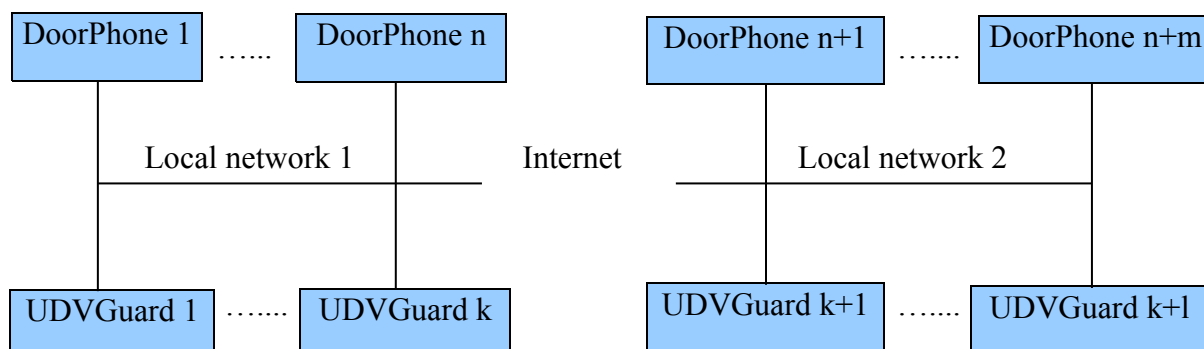 DoorPhone 1 …... DoorPhone n DoorPhone n+1 ….... DoorPhone n+m
Local network 1 Internet Local network 2
UDVGuard 1 ….... UDVGuard k UDVGuard k+1 ….... UDVGuard k+l